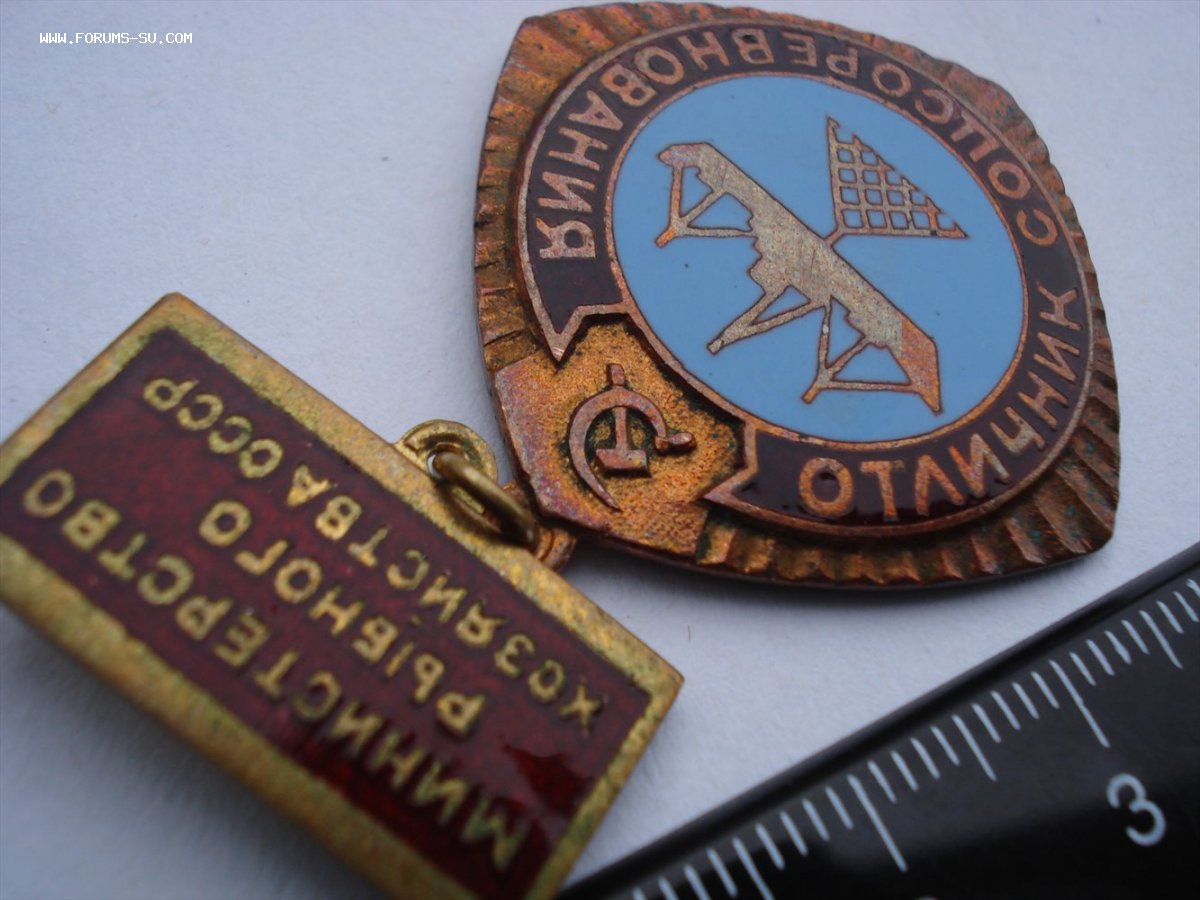 WWW.FORUMS-SU.COM
МИНИСТЕРСТВО
РЫБНОГО
ХОЗЯЙСТВА СССР
ОТЛИЧНИК СОЦСОРЕВНОВАНИЯ
3